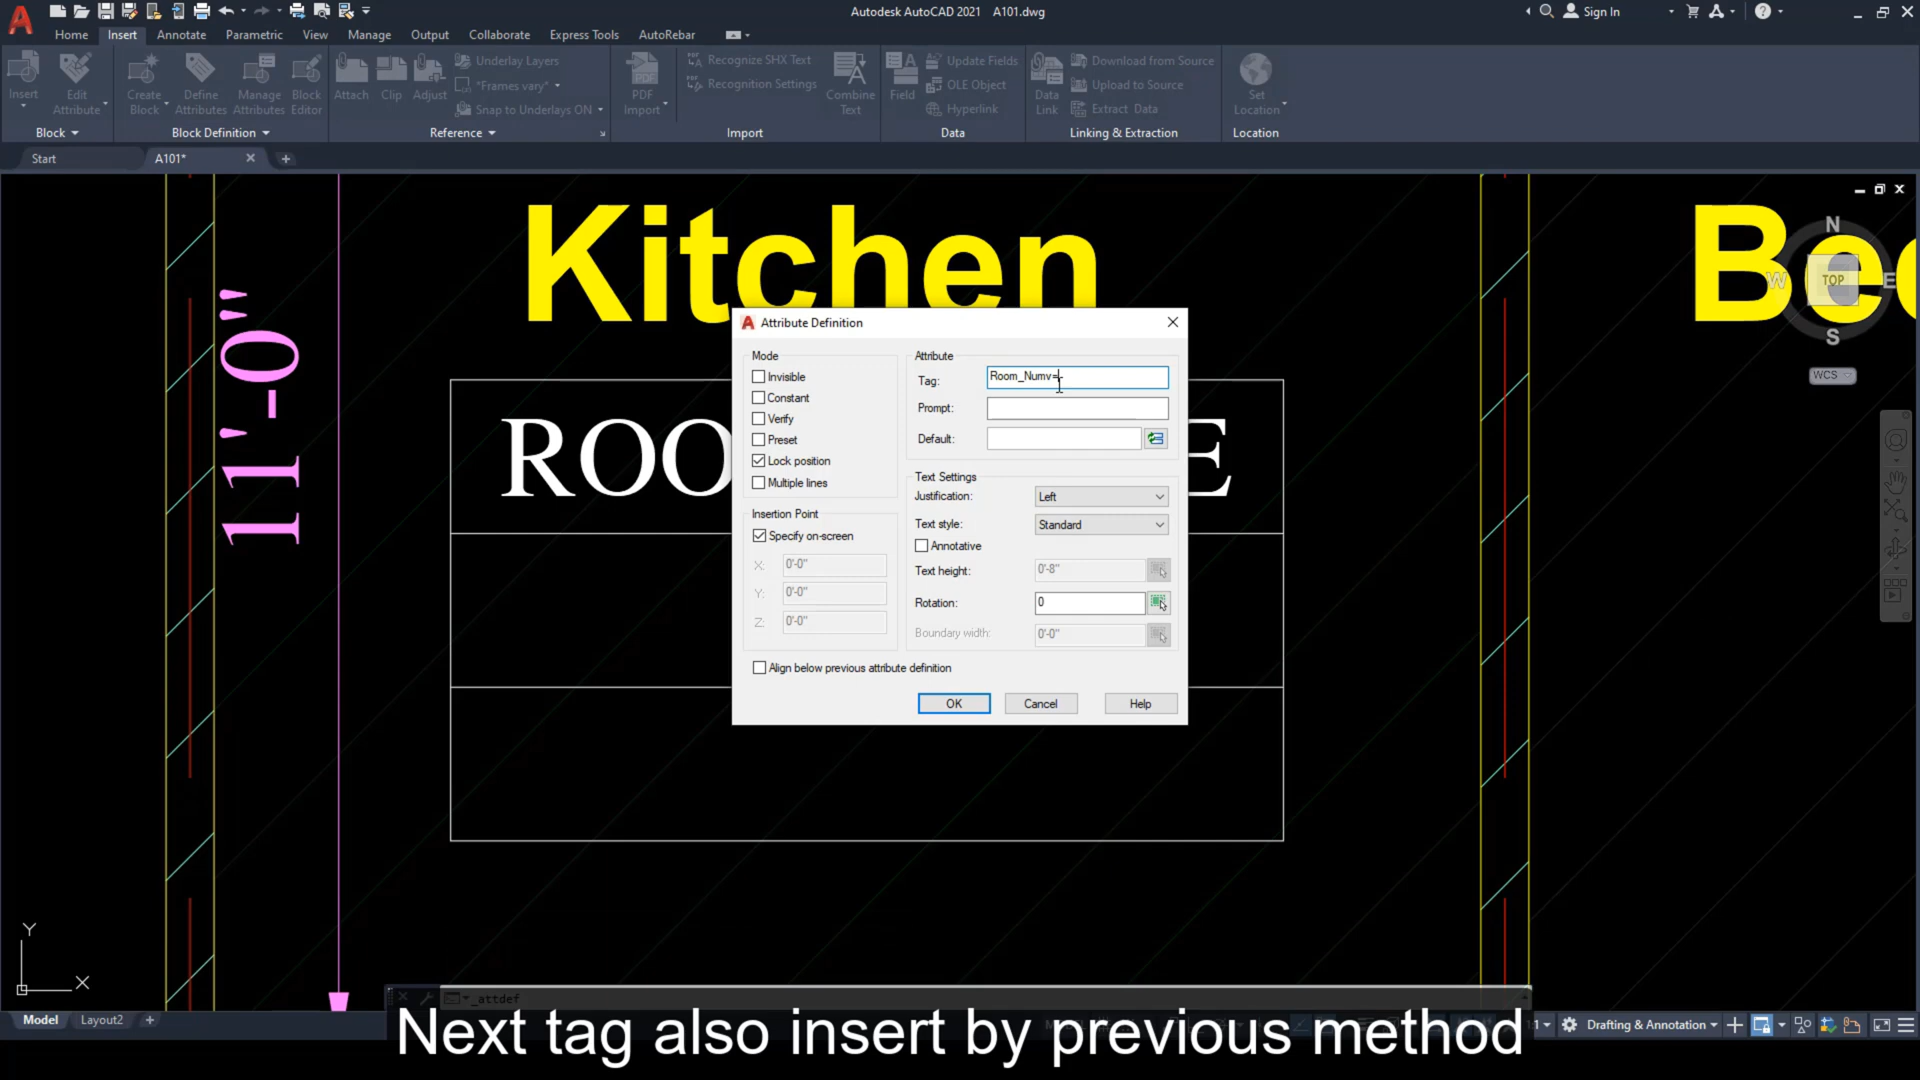 Autodesk AutoCAD 2021 A101.dwg
Sign In
Home Insert Annotate Parametric View Manage Output Collaborate Express Tools AutoRebar
Insert
Edit
Attribute
Create
Block
Define
Attributes
Manage
Attributes
Block
Editor
Attach Clip Adjust
Underlay Layers
*Frames vary*
Snap to Underlays ON
PDF
Import
Recognize SHX Text
Recognition Settings
Combine
Text
Field
Update Fields
OLE Object
Hyperlink
Data
Link
Download from Source
Upload to Source
Extract Data
Set
Location
Block Block Definition Reference Import Data Linking & Extraction Location
Start A101*
Kitchen
Be
N
W TOP E
S
WCS
11'-0"
ROO
E
Attribute Definition
Mode
Invisible
Constant
Verify
Preset
Lock position
Multiple lines
Insertion Point
Specify on-screen
X: 0'-0"
Y: 0'-0"
Z: 0'-0"
Attribute
Tag: Room_Numv=
Prompt:
Default:
Text Settings
Justification: Left
Text style: Standard
Annotative
Text height: 0'-8"
Rotation: 0
Boundary width: 0'-0"
Align below previous attribute definition
OK Cancel Help
Y
X
_attdef
Next tag also insert by previous method
Model Layout2
Drafting & Annotation